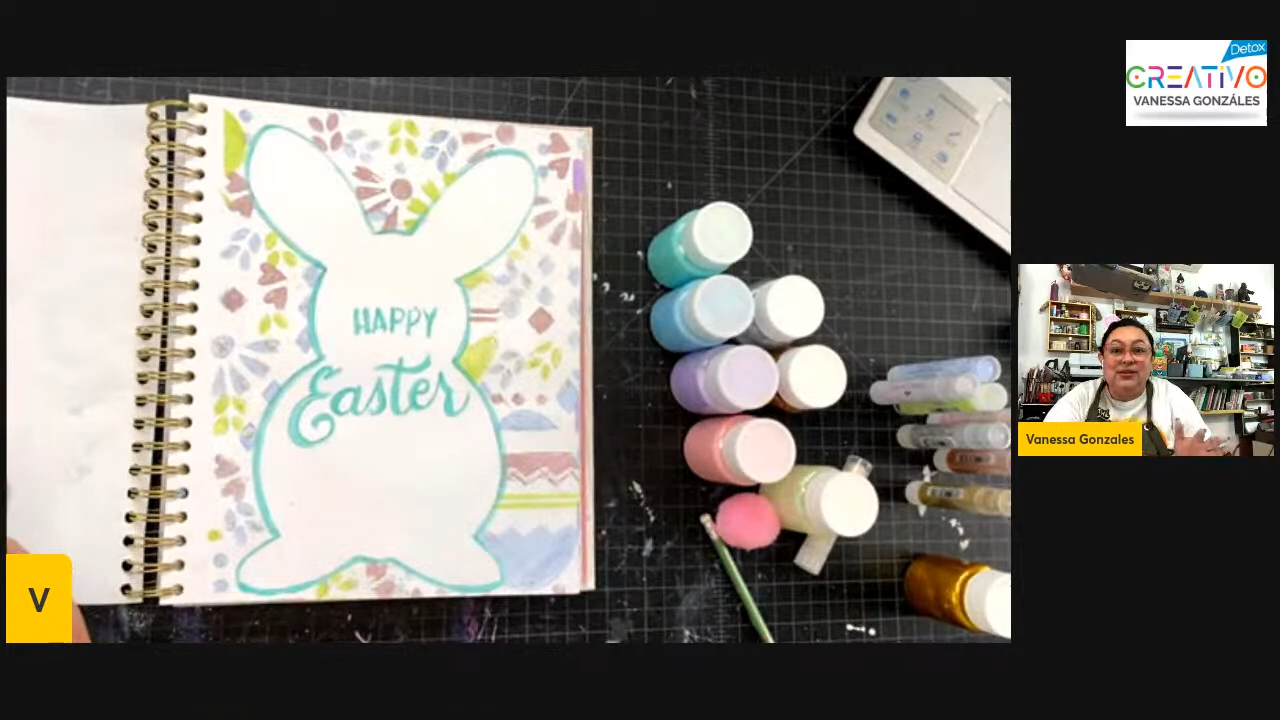 Detox
CREATIVO
VANESSA GONZÁLES
HAPPY
Easter
Vanessa Gonzales
V